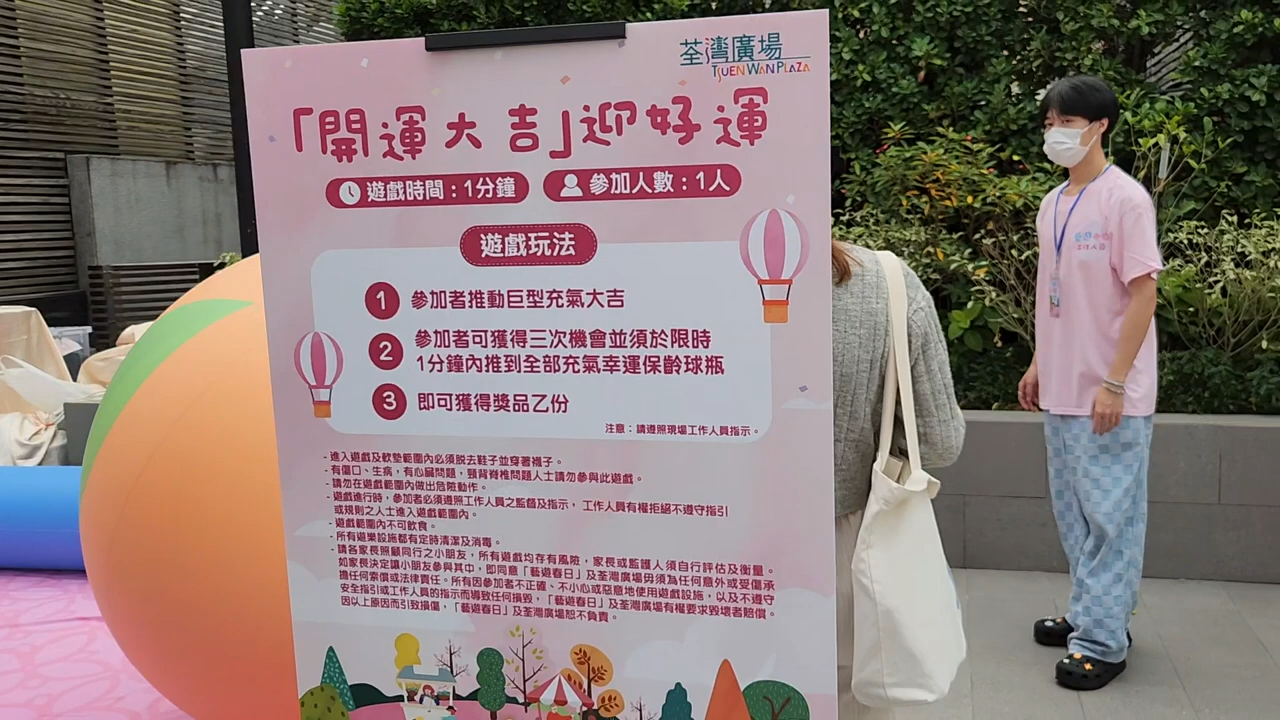 荃灣廣場
TSUEN WAN PLAZA
「開運大吉」迎好運
遊戲時間：1分鐘
參加人數：1人
遊戲玩法
1 參加者推動巨型充氣大吉
2 參加者可獲得三次機會並須於限時
1分鐘內推到全部充氣幸運保齡球瓶
3 即可獲得獎品乙份
注意：請遵照現場工作人員指示。
- 進入遊戲及軟墊範圍內必須脱去鞋子並穿著襪子。
- 有傷口、生病，有心臟問題，頸背脊椎問題人士請勿參與此遊戲。
- 請勿在遊戲範圍內做出危險動作。
- 遊戲進行時，參加者必須遵照工作人員之監督及指示， 工作人員有權拒絕不遵守指引
或規則之人士進入遊戲範圍內。
- 遊戲範圍內不可飲食。
- 所有遊樂設施都有定時清潔及消毒。
- 請各家長照顧同行之小朋友，所有遊戲均存有風險，家長或監護人須自行評估及衡量。
如家長決定讓小朋友參與其中，即同意「藝遊春日」及荃灣廣場毋須為任何意外或受傷承
擔任何索償或法律責任。所有因參加者不正確、不小心或惡意地使用遊戲設施，以及不遵守
安全指引或工作人員的指示而導致任何損毀，「藝遊春日」及荃灣廣場有權要求毀壞者賠償。
因以上原因而引致損傷，「藝遊春日」及荃灣廣場恕不負責。
工作人員